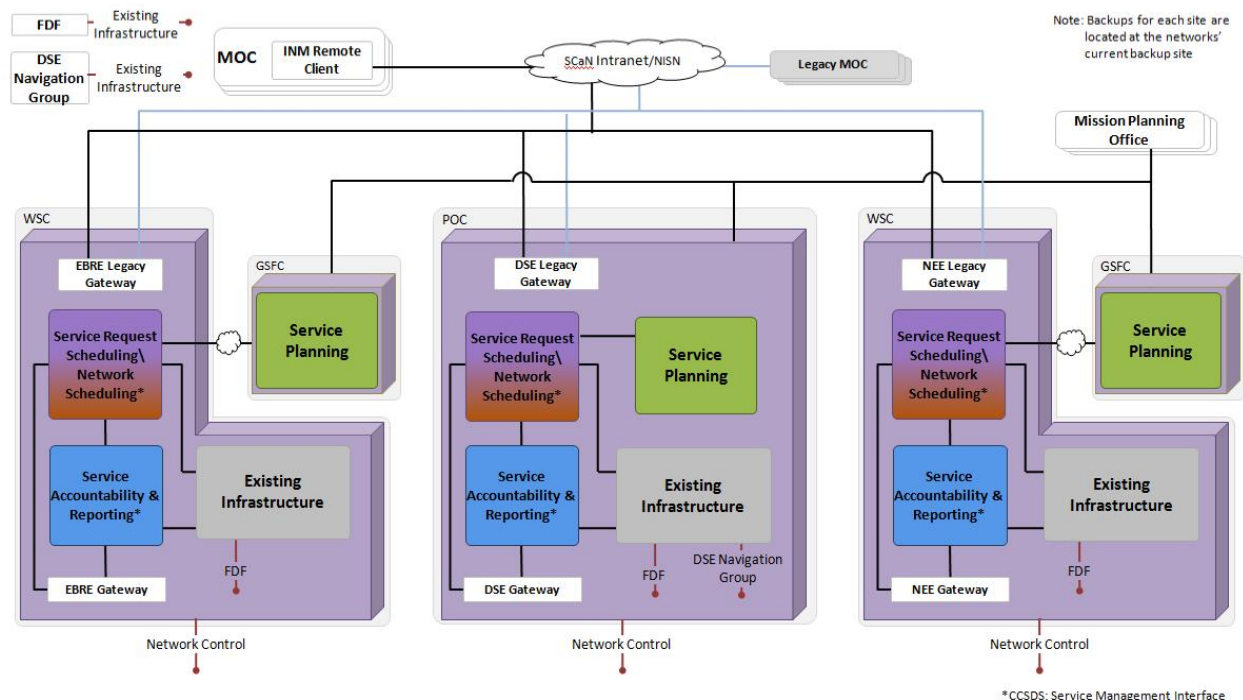 FDF
Existing
Infrastructure
DSE
Navigation
Group
Existing
Infrastructure
MOC
INM Remote
Client
SCaN Intranet/NISN
Legacy MOC
Note: Backups for each site are
located at the networks'
current backup site
Mission Planning
Office
WSC
EBRE Legacy
Gateway
GSFC
Service
Planning
Service Request
Scheduling\
Network
Scheduling*
Service
Accountability &
Reporting*
Existing
Infrastructure
FDF
EBRE Gateway
Network Control
POC
DSE Legacy
Gateway
Service Request
Scheduling\
Network
Scheduling*
Service
Planning
Service
Accountability &
Reporting*
Existing
Infrastructure
FDF
DSE Navigation
Group
DSE Gateway
Network Control
WSC
NEE Legacy
Gateway
GSFC
Service
Planning
Service Request
Scheduling\
Network
Scheduling*
Service
Accountability &
Reporting*
Existing
Infrastructure
FDF
NEE Gateway
Network Control
*CCSDS: Service Management Interface